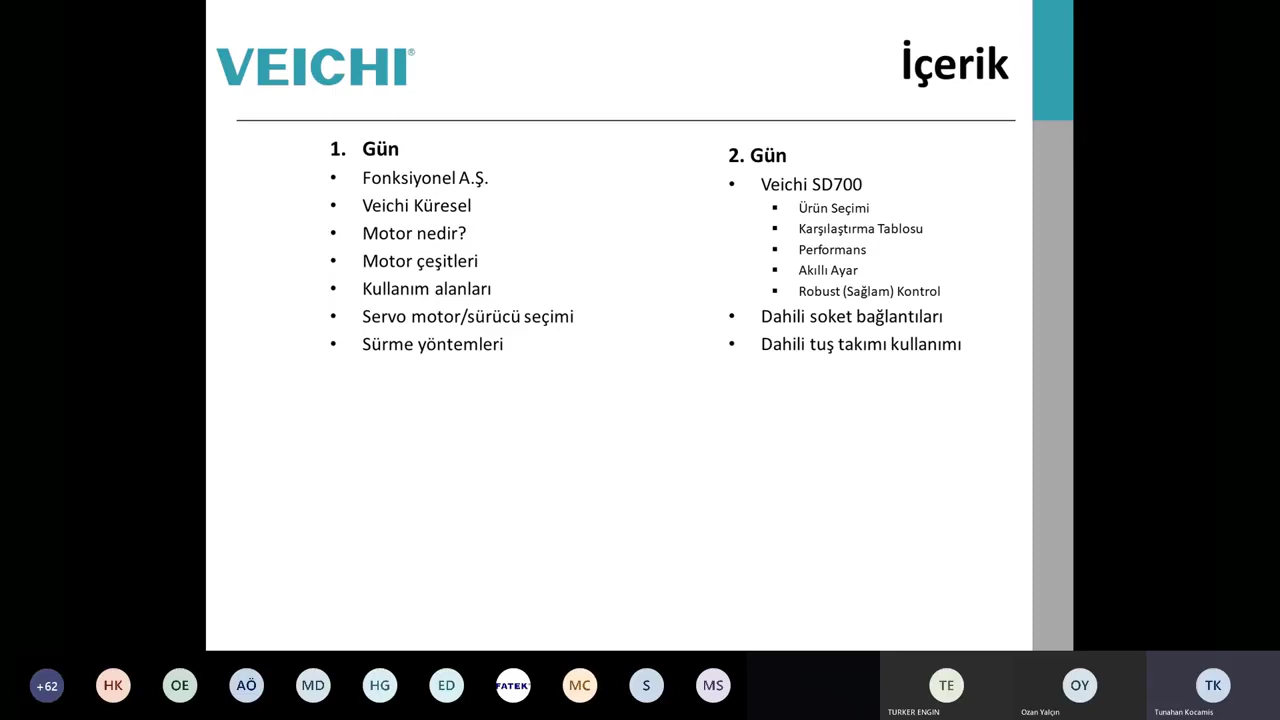 VEICHI®
İçerik
1. Gün
• Fonksiyonel A.Ş.
• Veichi Küresel
• Motor nedir?
• Motor çeşitleri
• Kullanım alanları
• Servo motor/sürücü seçimi
• Sürme yöntemleri
2. Gün
• Veichi SD700
▪ Ürün Seçimi
▪ Karşılaştırma Tablosu
▪ Performans
▪ Akıllı Ayar
▪ Robust (Sağlam) Kontrol
• Dahili soket bağlantıları
• Dahili tuş takımı kullanımı
+62
HK
OE
AÖ
MD
HG
ED
FATEK
MC
S
MS
TE
TURKER ENGIN
OY
Ozan Yalçın
TK
Tunahan Kocamis